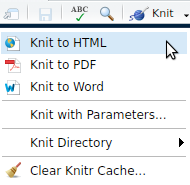 ABC
Knit
Knit to HTML
Knit to PDF
Knit to Word
Knit with Parameters...
Knit Directory
Clear Knitr Cache...